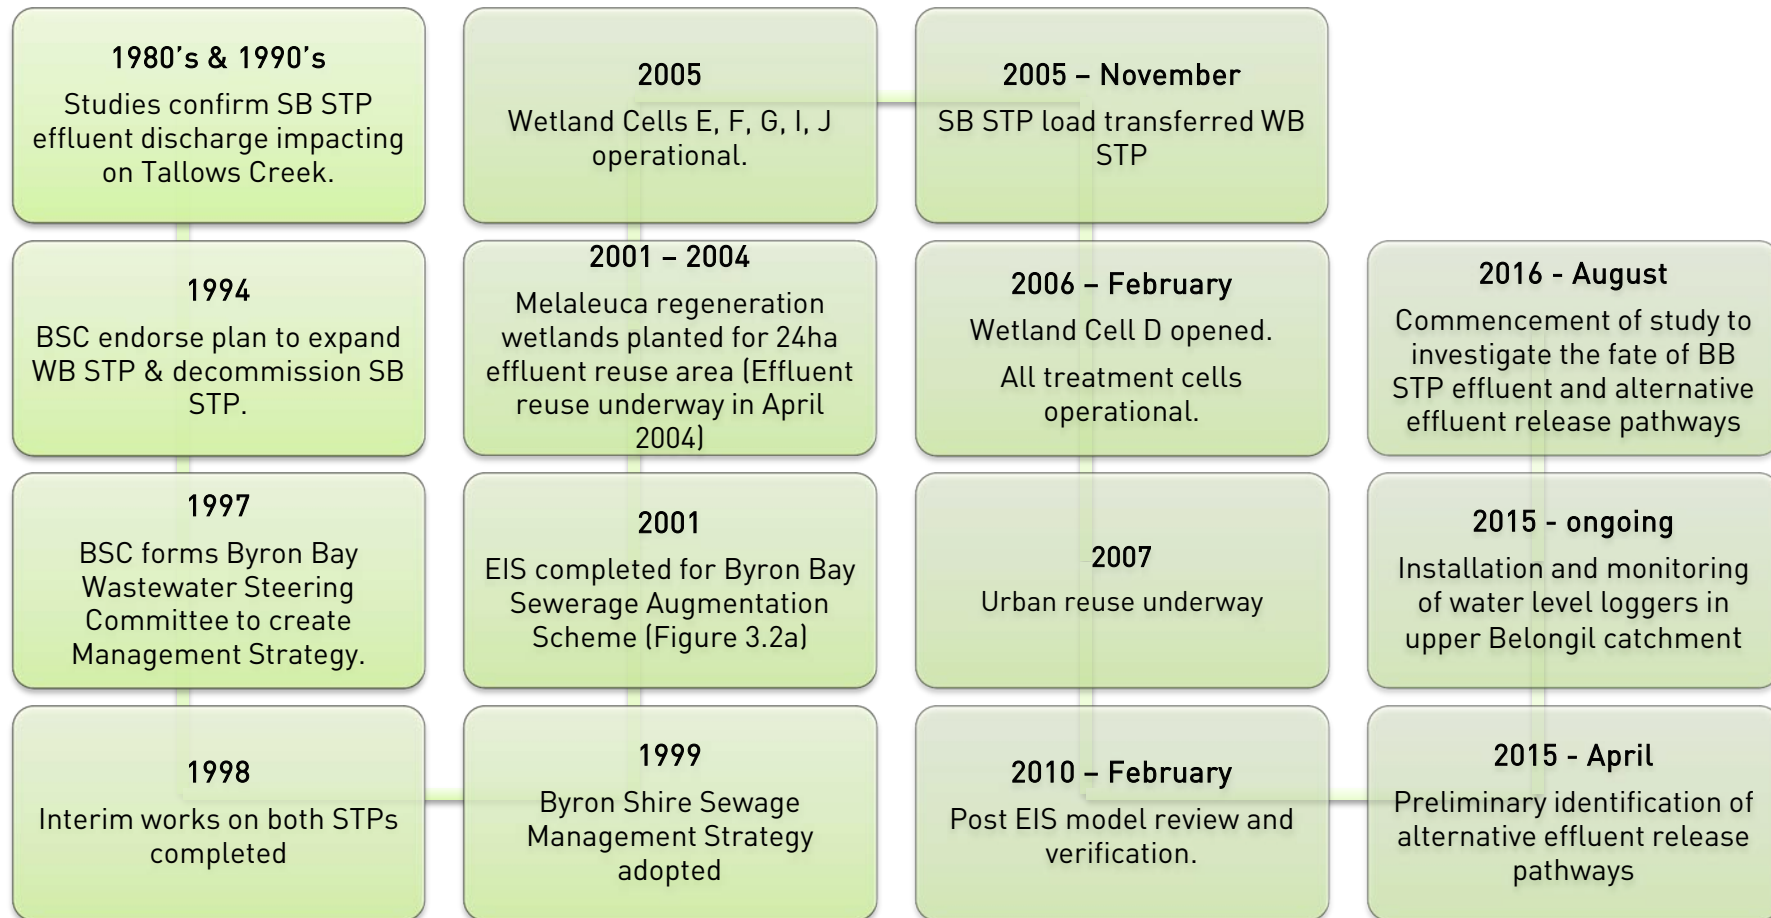 1980's & 1990's
Studies confirm SB STP
effluent discharge impacting
on Tallows Creek.
1994
BSC endorse plan to expand
WB STP & decommission SB
STP.
1997
BSC forms Byron Bay
Wastewater Steering
Committee to create
Management Strategy.
1998
Interim works on both STPs
completed
1999
Byron Shire Sewage
Management Strategy
adopted
2001
EIS completed for Byron Bay
Sewerage Augmentation
Scheme (Figure 3.2a)
2001 – 2004
Melaleuca regeneration
wetlands planted for 24ha
effluent reuse area (Effluent
reuse underway in April
2004)
2005
Wetland Cells E, F, G, I, J
operational.
2005 – November
SB STP load transferred WB
STP
2006 – February
Wetland Cell D opened.
All treatment cells
operational.
2007
Urban reuse underway
2010 – February
Post EIS model review and
verification.
2015 - April
Preliminary identification of
alternative effluent release
pathways
2015 - ongoing
Installation and monitoring
of water level loggers in
upper Belongil catchment
2016 - August
Commencement of study to
investigate the fate of BB
STP effluent and alternative
effluent release pathways